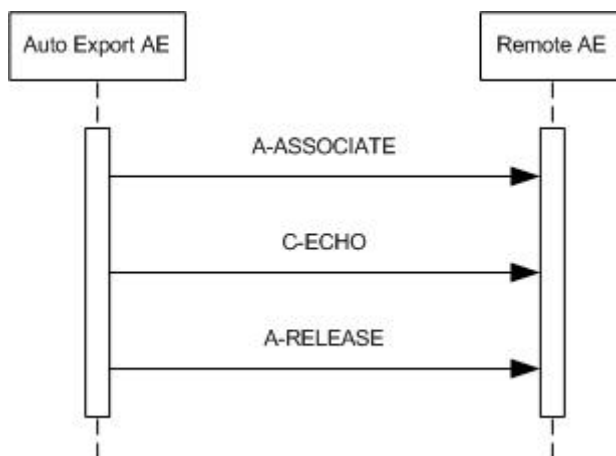 Auto Export AE
Remote AE
A-ASSOCIATE
C-ECHO
A-RELEASE